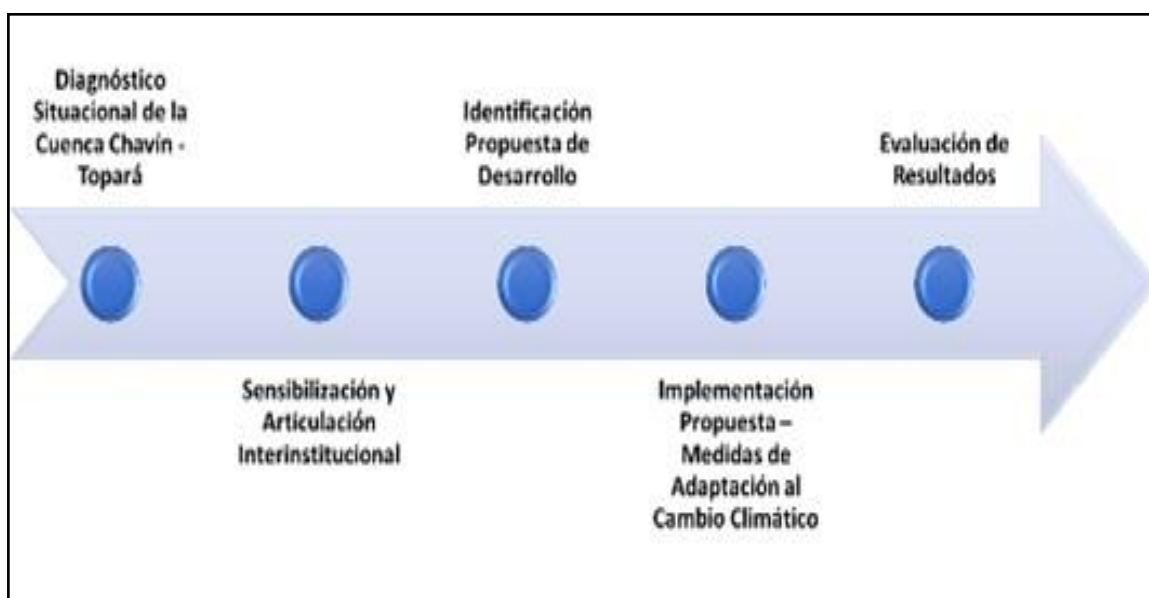 Diagnóstico
Situacional de la
Cuenca Chavín -
Topará
Sensibilización y
Articulación
Interinstitucional
Identificación
Propuesta de
Desarrollo
Implementación
Propuesta –
Medidas de
Adaptación al
Cambio Climático
Evaluación de
Resultados